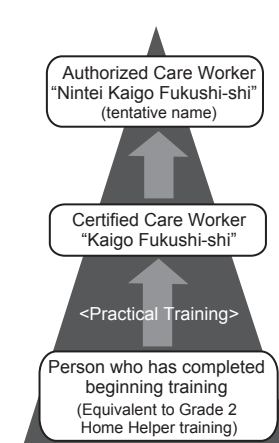 Authorized Care Worker
“Nintei Kaigo Fukushi-shi”
(tentative name)
Certified Care Worker
“Kaigo Fukushi-shi”
<Practical Training>
Person who has completed
beginning training
(Equivalent to Grade 2
Home Helper training)